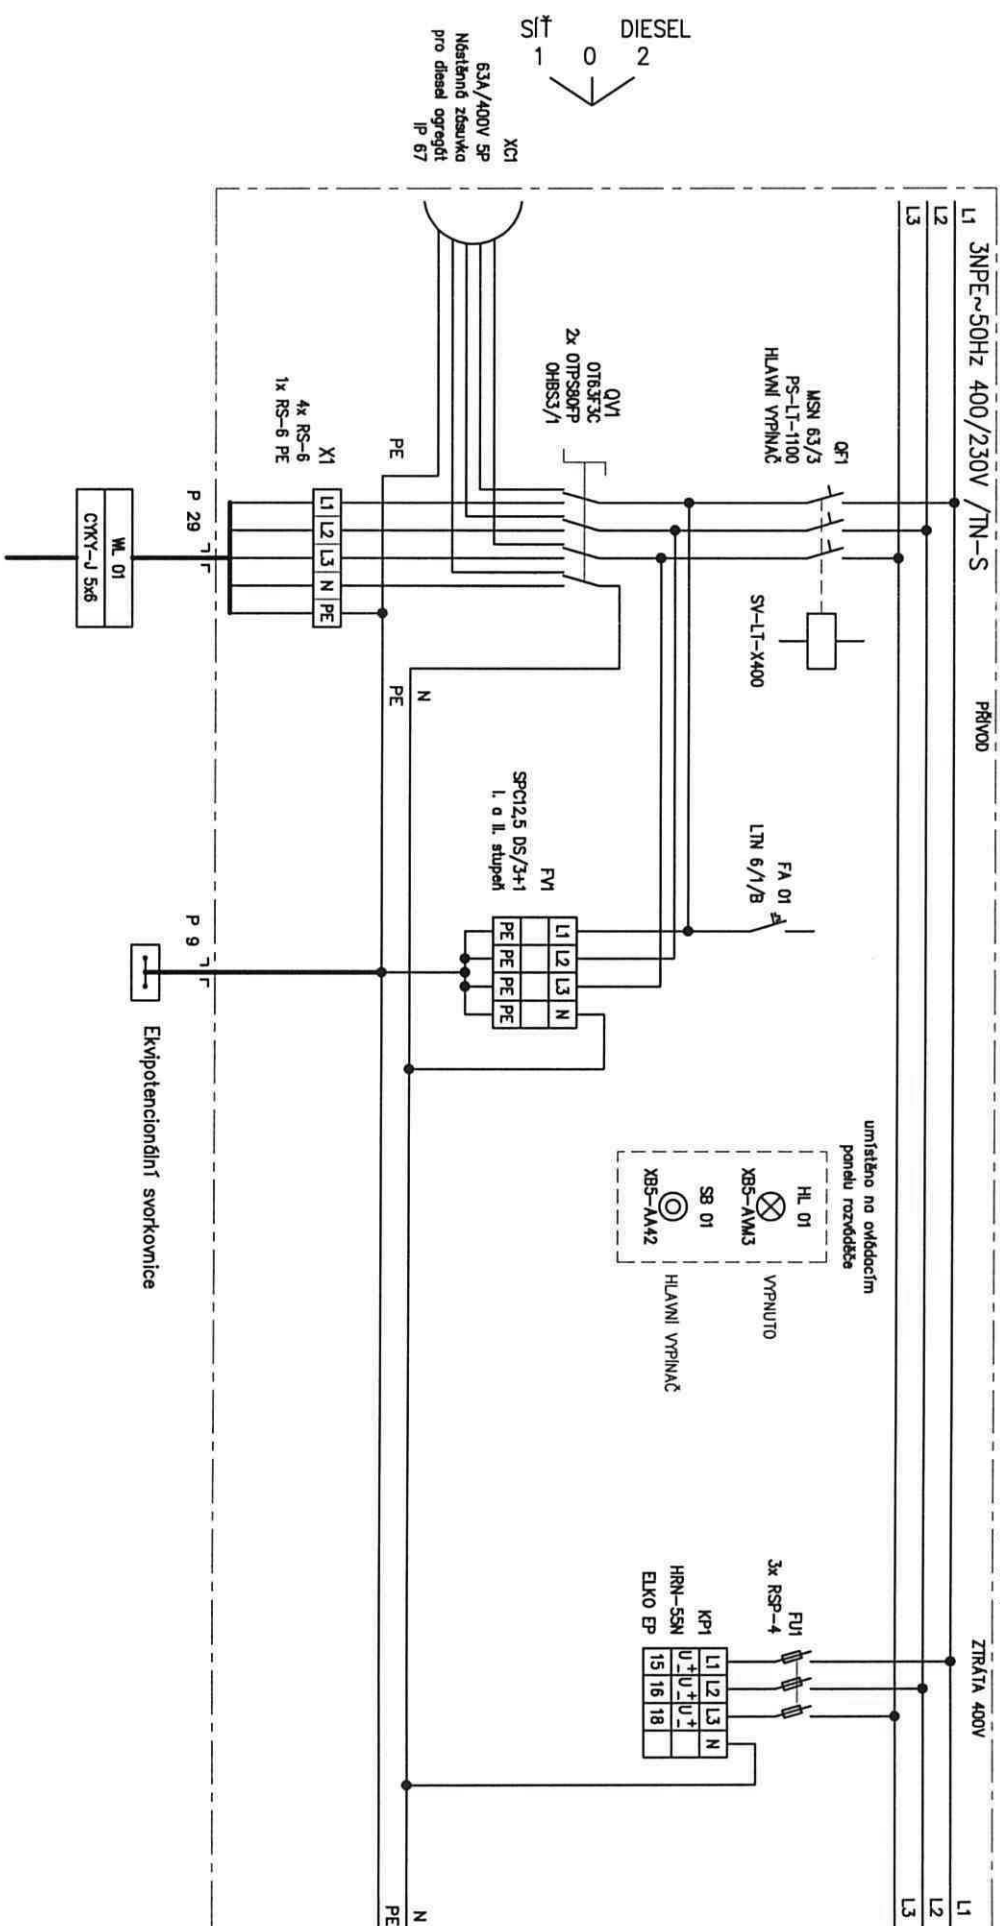 SÍŤ
DIESEL
1
0
2
XC1
63A/400V 5P
Nástěnná zásuvka
pro diesel agregát
IP 67
L1
L2
L3
3NPE~50Hz 400/230V /TN-S
PŘÍVOD
QF1
MSN 63/3
PS-LT-1100
HLAVNÍ VYPÍNAČ
SV-LT-X400
QV1
OT63F3C
2x OTPS80FP
OHBS3/1
PE
X1
4x RS-6
1x RS-6 PE
L1
L2
L3
N
PE
P 29
WL 01
CYKY-J 5x6
N
PE
FA 01
LTN 6/1/B
FV1
SPC12,5 DS/3+1
I. a II. stupeň
L1
L2
L3
N
PE
PE
PE
PE
P 9
Ekvipotencionální svorkovnice
umístěno na ovládacím
panelu rozváděče
HL 01
XB5-AVM3
VYPNUTO
SB 01
XB5-AA42
HLAVNÍ VYPÍNAČ
ZTRÁTA 400V
FU1
3x RSP-4
KP1
HRN-55N
ELKO EP
L1
L2
L3
N
U+
U+
U+
15
16
18
L1
L2
L3
N
PE